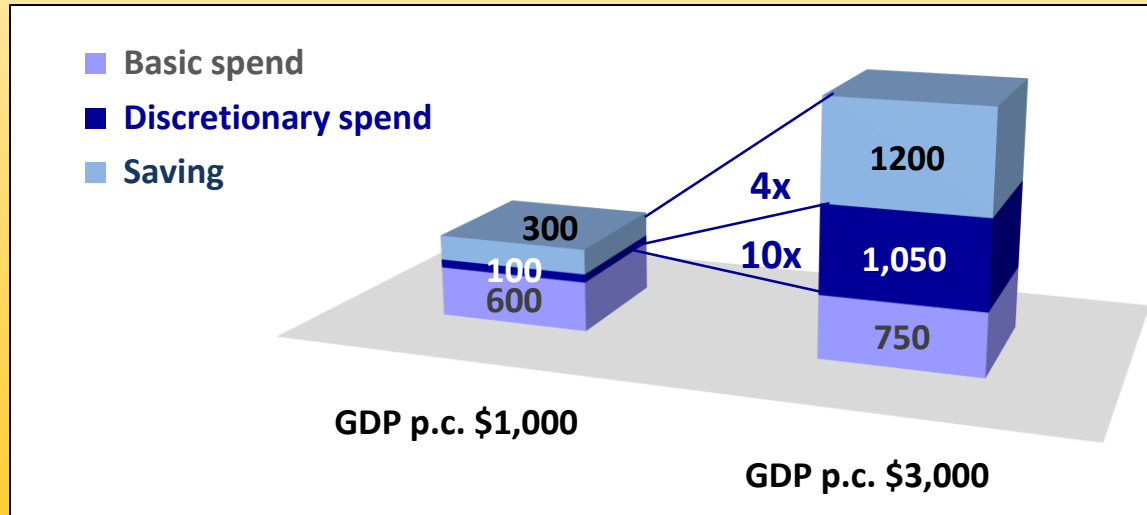 Basic spend
Discretionary spend
Saving
300
100
600
4x
10x
1200
1,050
750
GDP p.c. $1,000
GDP p.c. $3,000